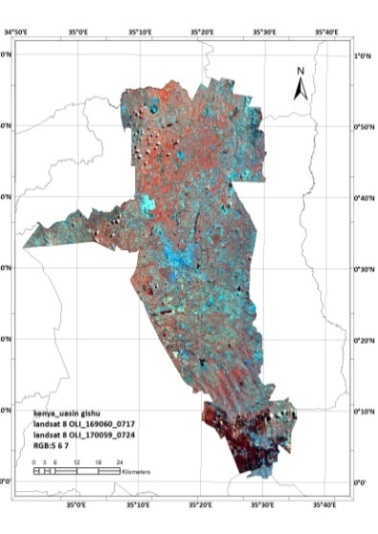 34°50'E 35°0'E 35°10'E 35°20'E 35°30'E 35°40'E
1°0'N
0°50'N
0°40'N
0°30'N
0°20'N
0°10'N
0°0'
N
kenya_uasin gishu
landsat 8 OLI_169060_0717
landsat 8 OLI_170059_0724
RGB:5 6 7
0 3 6 12 18 24
Kilometers
35°0'E 35°10'E 35°20'E 35°30'E 35°40'E